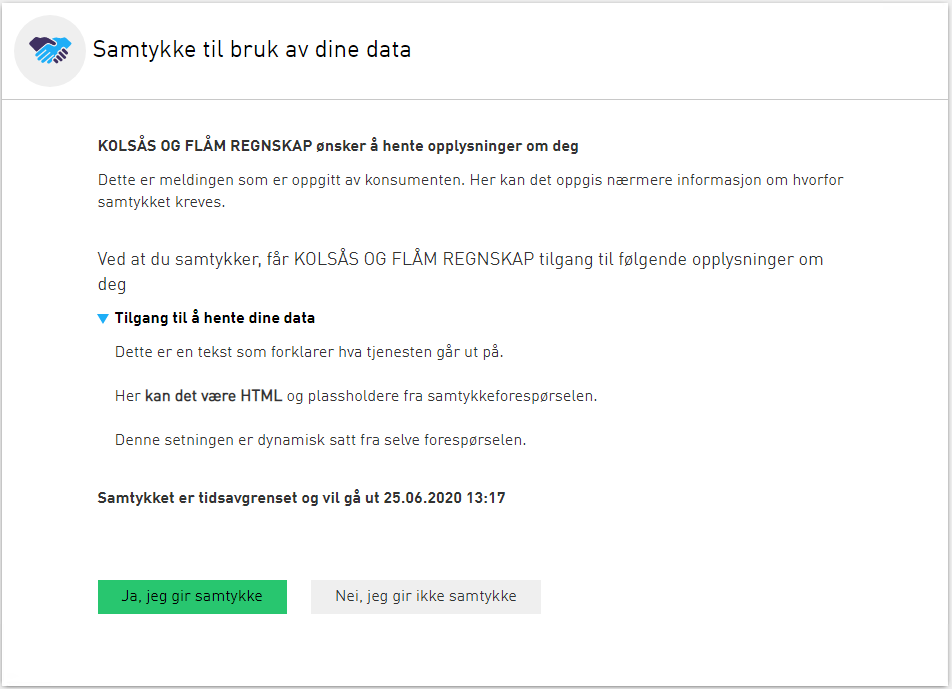 Samtykke til bruk av dine data
KOLSÅS OG FLÅM REGNSKAP ønsker å hente opplysninger om deg
Dette er meldingen som er oppgitt av konsumenten. Her kan det oppgis nærmere informasjon om hvorfor
samtykket kreves.
Ved at du samtykker, får KOLSÅS OG FLÅM REGNSKAP tilgang til følgende opplysninger om
deg
Tilgang til å hente dine data
Dette er en tekst som forklarer hva tjenesten går ut på.
Her kan det være HTML og plassholdere fra samtykkeforespørselen.
Denne setningen er dynamisk satt fra selve forespørselen.
Samtykket er tidsavgrenset og vil gå ut 25.06.2020 13:17
Ja, jeg gir samtykke
Nei, jeg gir ikke samtykke